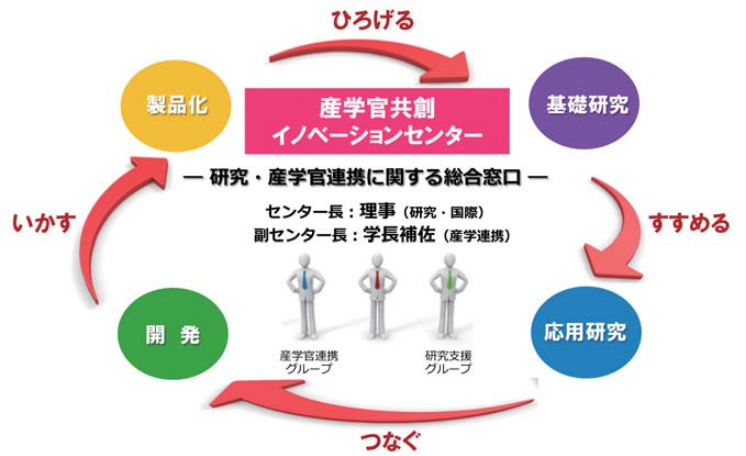 ひろげる
製品化
産学官共創
イノベーションセンター
基礎研究
― 研究・産学官連携に関する総合窓口 ―
いかす
センター長：理事（研究・国際）
すすめる
副センター長：学長補佐（産学連携）
開 発
応用研究
産学官連携
グループ
研究支援
グループ
つなぐ